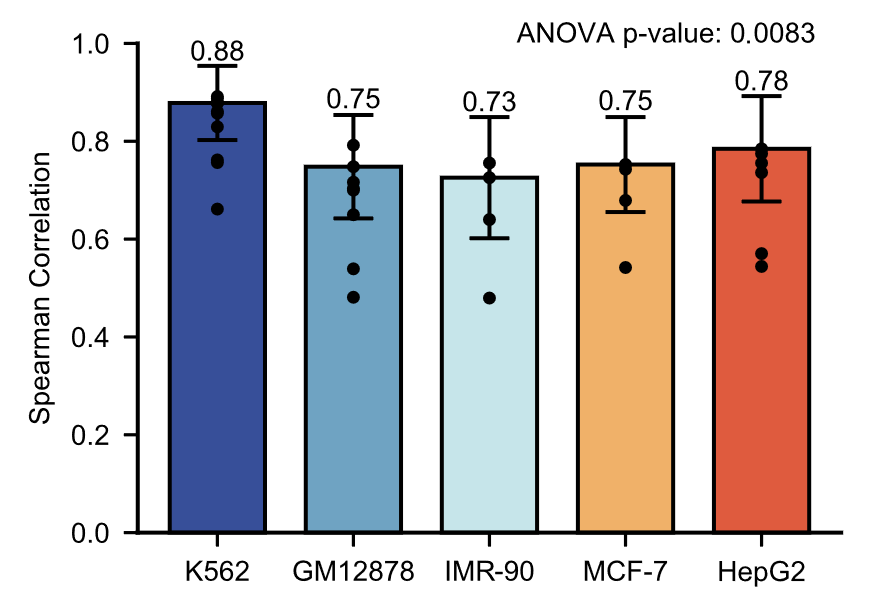 ANOVA p-value: 0.0083
Spearman Correlation
1.0
0.8
0.6
0.4
0.2
0.0
0.88
0.75
0.73
0.75
0.78
K562
GM12878
IMR-90
MCF-7
HepG2